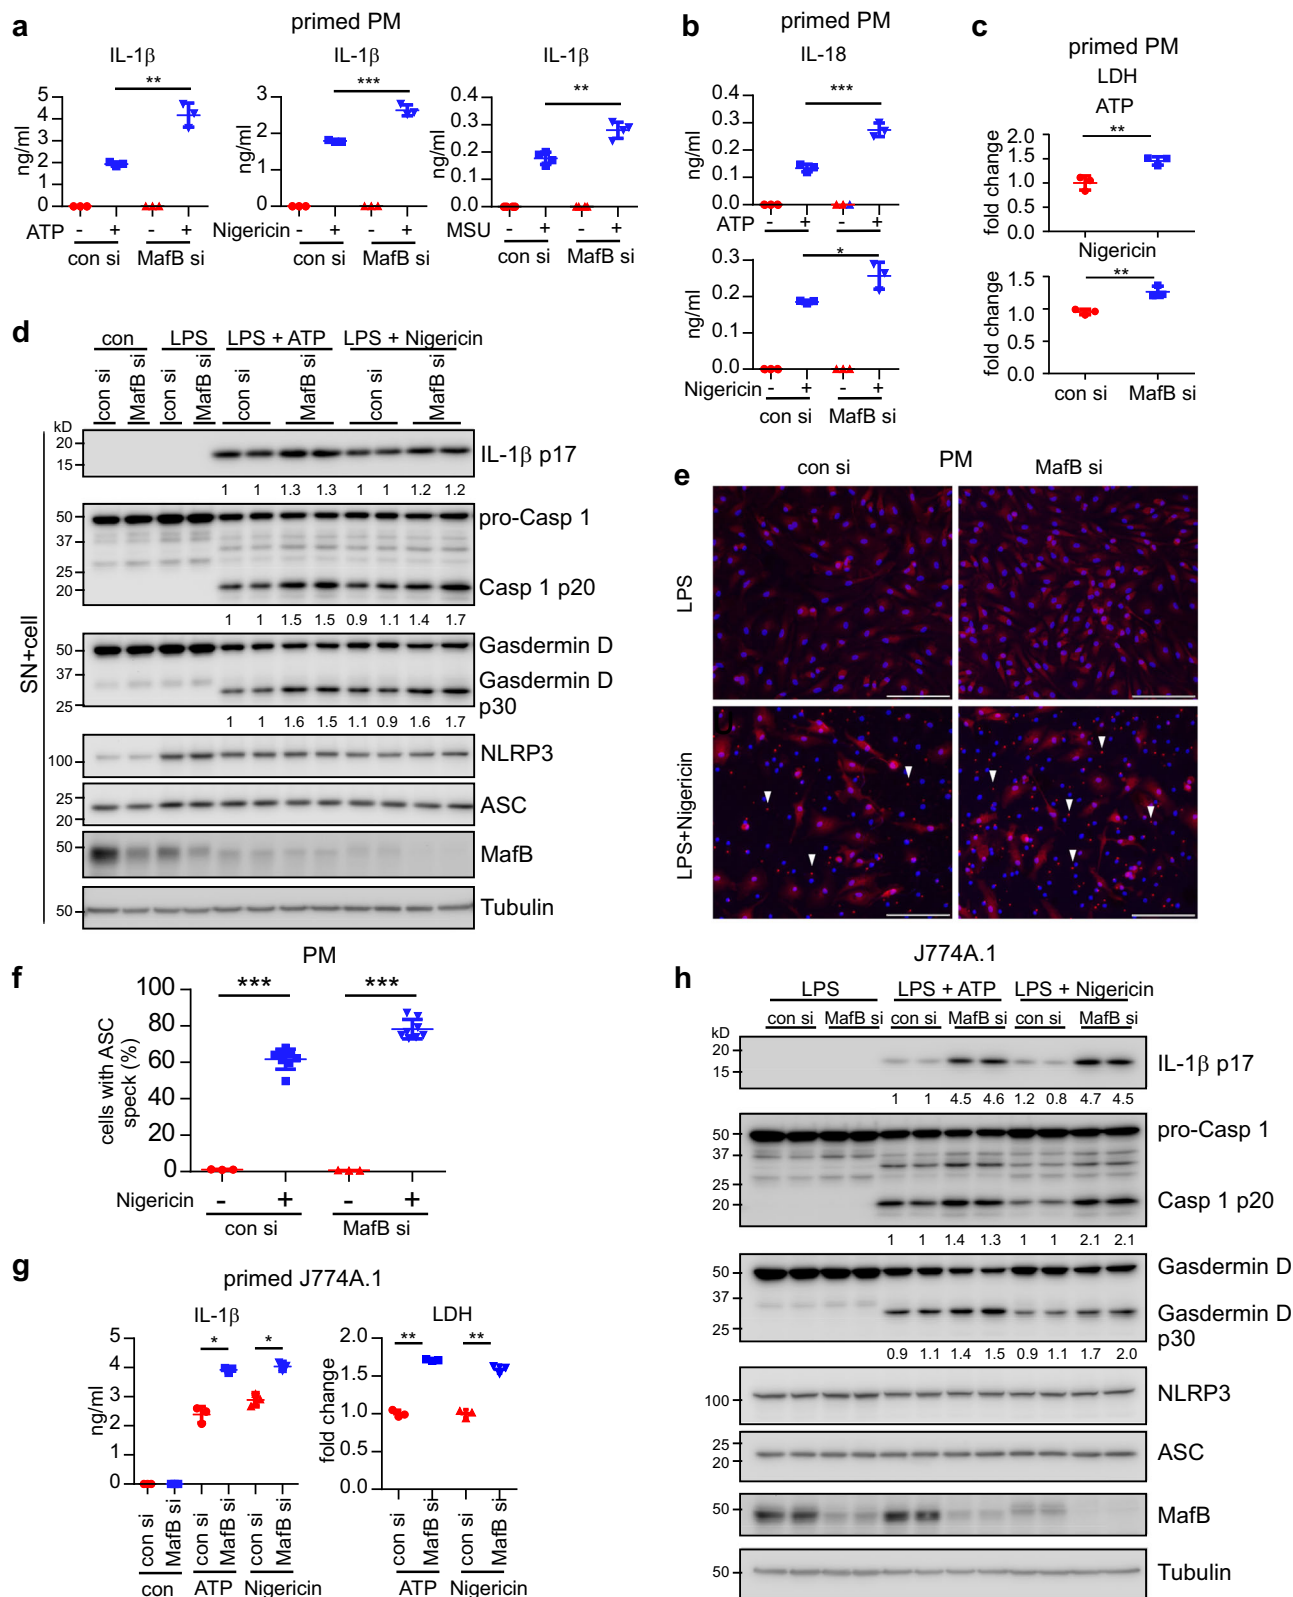 a
primed PM
IL-1β
IL-1β
IL-1β
ng/ml
5
4
3
2
1
0
**
ATP
-
+
-
+
con si
MafB si
ng/ml
3
2
1
0
***
Nigericin
-
+
-
+
con si
MafB si
ng/ml
0.4
0.3
0.2
0.1
0.0
**
MSU
-
+
-
+
con si
MafB si
b
primed PM
IL-18
ng/ml
0.4
0.3
0.2
0.1
0.0
***
ATP
-
+
-
+
ng/ml
0.3
0.2
0.1
0.0
*
Nigericin
-
+
-
+
con si
MafB si
c
primed PM
LDH
ATP
fold change
2.0
1.5
1.0
0.5
0.0
**
Nigericin
fold change
1.5
1.0
0.5
0.0
**
con si
MafB si
d
con
LPS
LPS + ATP
LPS + Nigericin
con si
MafB si
con si
MafB si
con si
MafB si
con si
MafB si
kD
SN+cell
20
15
IL-1β p17
1 1 1.3 1.3 1 1 1.2 1.2
50
37
25
20
pro-Casp 1
Casp 1 p20
1 1 1.5 1.5 0.9 1.1 1.4 1.7
50
37
25
Gasdermin D
Gasdermin D
p30
1 1 1.6 1.5 1.1 0.9 1.6 1.7
100
NLRP3
25
20
ASC
50
MafB
50
Tubulin
e
PM
con si
MafB si
LPS
LPS+Nigericin
f
PM
cells with ASC
speck (%)
100
80
60
40
20
0
***
***
Nigericin
-
+
-
+
con si
MafB si
g
primed J774A.1
IL-1β
ng/ml
5
4
3
2
1
0
*
*
con si
MafB si
con si
MafB si
con si
MafB si
con
ATP
Nigericin
LDH
fold change
2.0
1.5
1.0
0.5
0.0
**
**
con si
MafB si
con si
MafB si
ATP
Nigericin
h
J774A.1
LPS
LPS + ATP
LPS + Nigericin
con si
MafB si
con si
MafB si
con si
MafB si
kD
20
15
IL-1β p17
1 1 4.5 4.6 1.2 0.8 4.7 4.5
50
37
25
20
pro-Casp 1
Casp 1 p20
1 1 1.4 1.3 1 1 2.1 2.1
50
37
25
Gasdermin D
Gasdermin D
p30
0.9 1.1 1.4 1.5 0.9 1.1 1.7 2.0
100
NLRP3
25
20
ASC
50
MafB
50
Tubulin